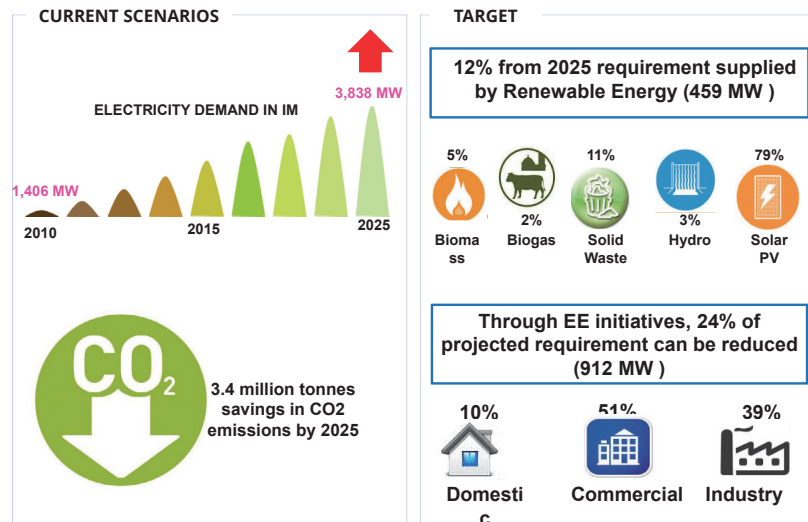 CURRENT SCENARIOS
ELECTRICITY DEMAND IN IM
3,838 MW
1,406 MW
2010
2015
2025
CO2
3.4 million tonnes
savings in CO2
emissions by 2025
TARGET
12% from 2025 requirement supplied
by Renewable Energy (459 MW )
5%
11%
79%
2%
3%
Bioma
ss
Biogas
Solid
Waste
Hydro
Solar
PV
Through EE initiatives, 24% of
projected requirement can be reduced
(912 MW )
10%
51%
39%
Domesti
c
Commercial
Industry